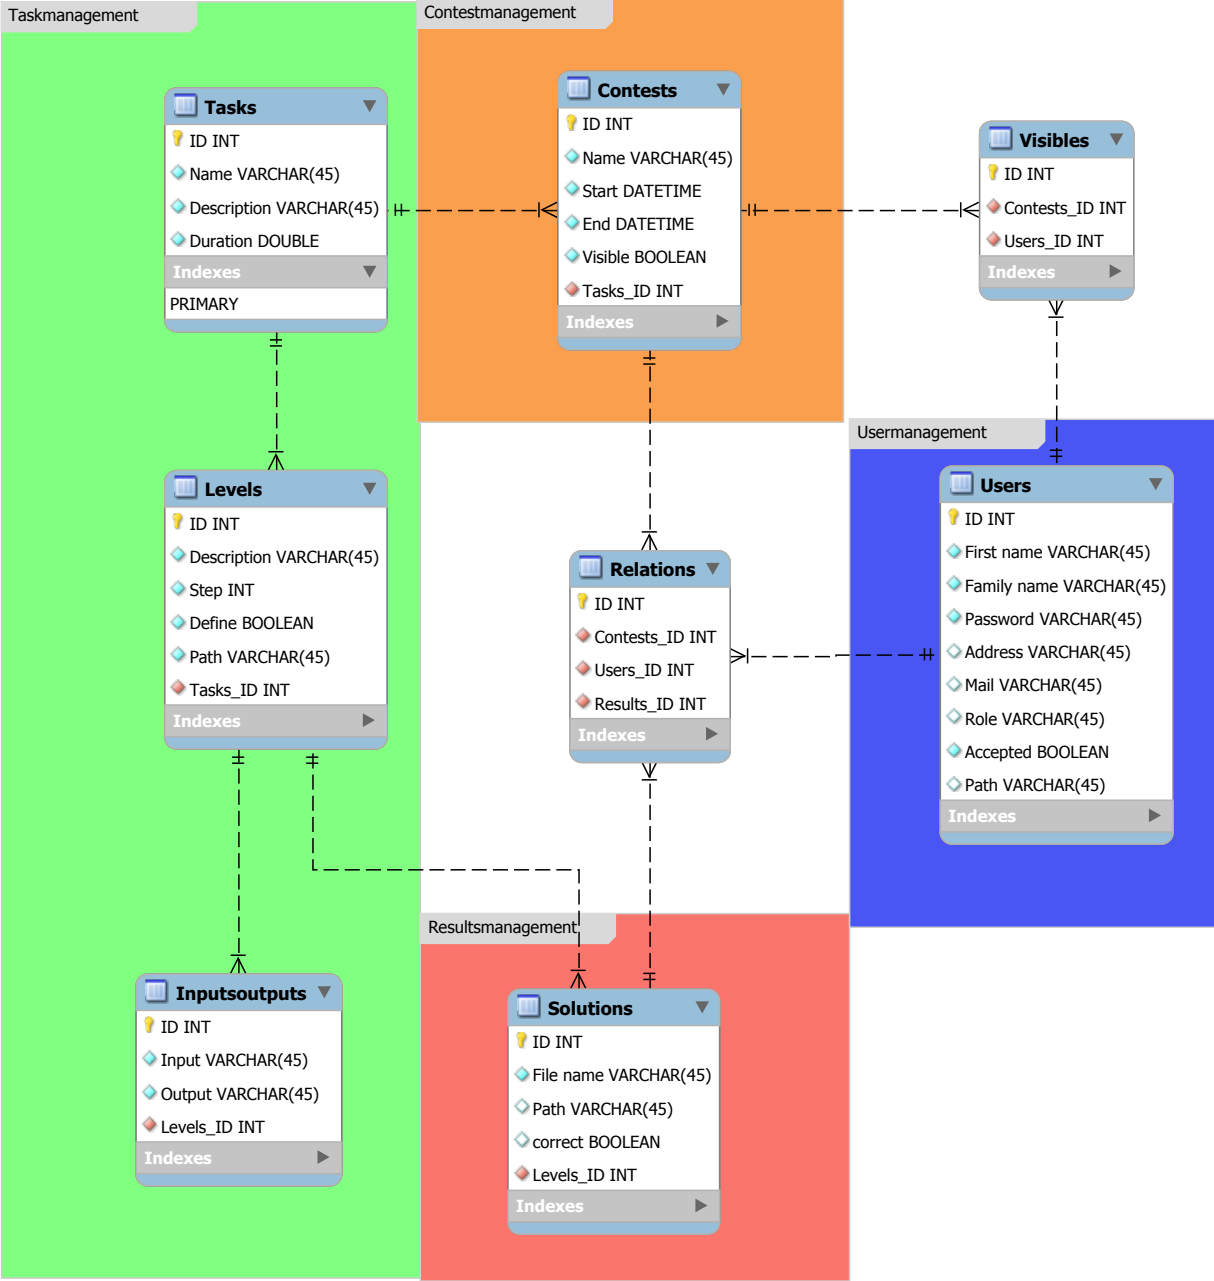 Taskmanagement
Tasks
ID INT
Name VARCHAR(45)
Description VARCHAR(45)
Duration DOUBLE
Indexes
PRIMARY
Levels
ID INT
Description VARCHAR(45)
Step INT
Define BOOLEAN
Path VARCHAR(45)
Tasks_ID INT
Indexes
Inputsoutputs
ID INT
Input VARCHAR(45)
Output VARCHAR(45)
Levels_ID INT
Indexes
Contestmanagement
Contests
ID INT
Name VARCHAR(45)
Start DATETIME
End DATETIME
Visible BOOLEAN
Tasks_ID INT
Indexes
Relations
ID INT
Contests_ID INT
Users_ID INT
Results_ID INT
Indexes
Resultsmanagement
Solutions
ID INT
File name VARCHAR(45)
Path VARCHAR(45)
correct BOOLEAN
Levels_ID INT
Indexes
Visibles
ID INT
Contests_ID INT
Users_ID INT
Indexes
Usermanagement
Users
ID INT
First name VARCHAR(45)
Family name VARCHAR(45)
Password VARCHAR(45)
Address VARCHAR(45)
Mail VARCHAR(45)
Role VARCHAR(45)
Accepted BOOLEAN
Path VARCHAR(45)
Indexes